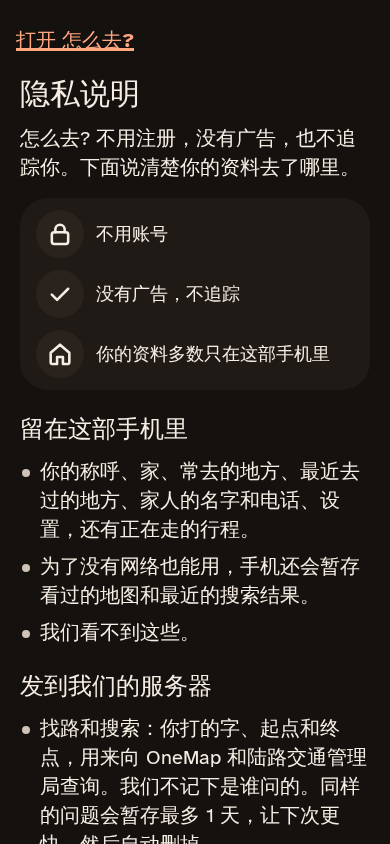 打开 怎么去?
隐私说明
怎么去? 不用注册，没有广告，也不追
踪你。下面说清楚你的资料去了哪里。
不用账号
没有广告，不追踪
你的资料多数只在这部手机里
留在这部手机里
你的称呼、家、常去的地方、最近去
过的地方、家人的名字和电话、设
置，还有正在走的行程。
为了没有网络也能用，手机还会暂存
看过的地图和最近的搜索结果。
我们看不到这些。
发到我们的服务器
找路和搜索：你打的字、起点和终
点，用来向 OneMap 和陆路交通管理
局查询。我们不记下是谁问的。同样
的问题会暂存最多 1 天，让下次更
快，然后自动删掉